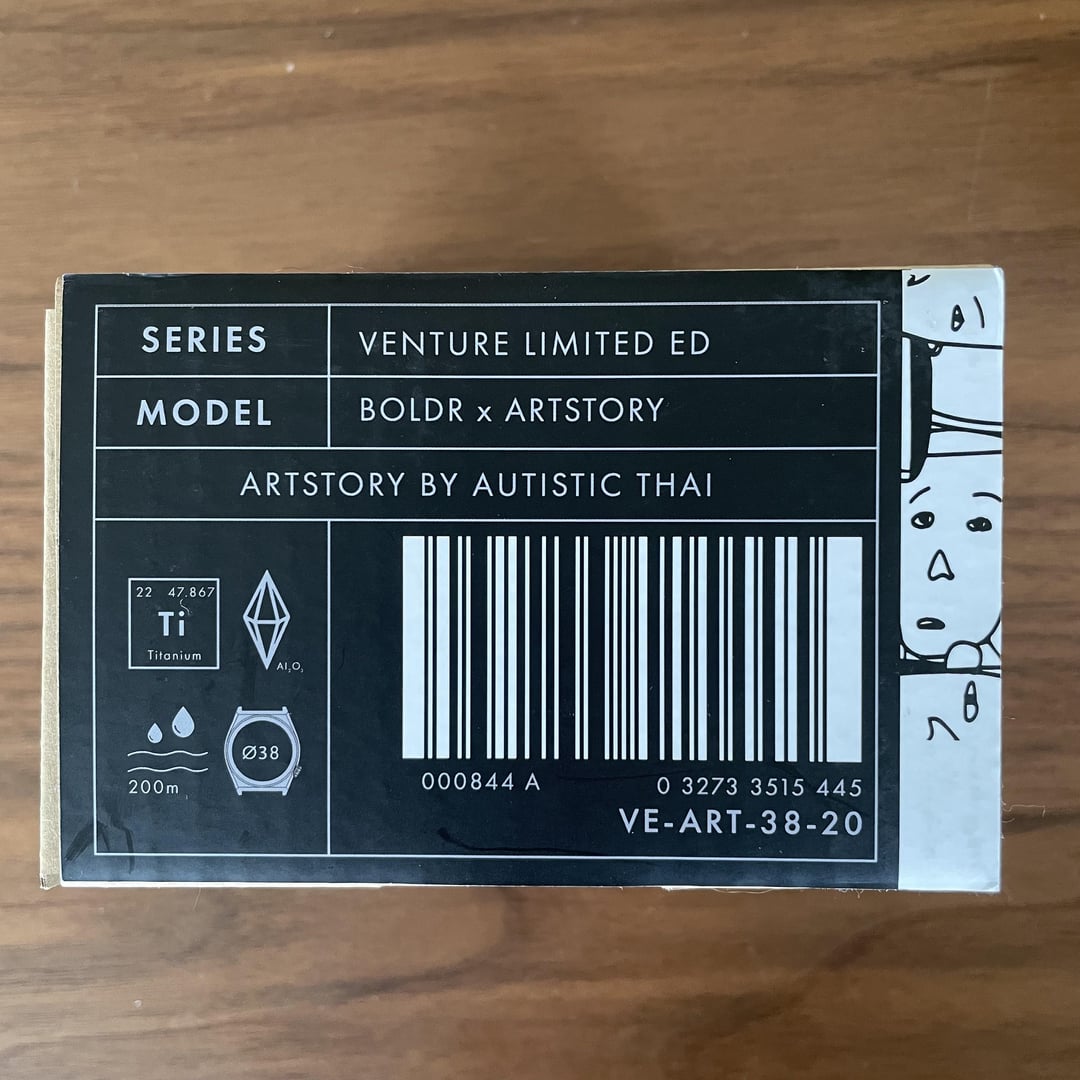 SERIES VENTURE LIMITED ED
MODEL BOLDR x ARTSTORY
ARTSTORY BY AUTISTIC THAI
22 47.867
Ti
Titanium
Al₂O₃
200m
Ø38
000844 A 0 3273 3515 445
VE-ART-38-20